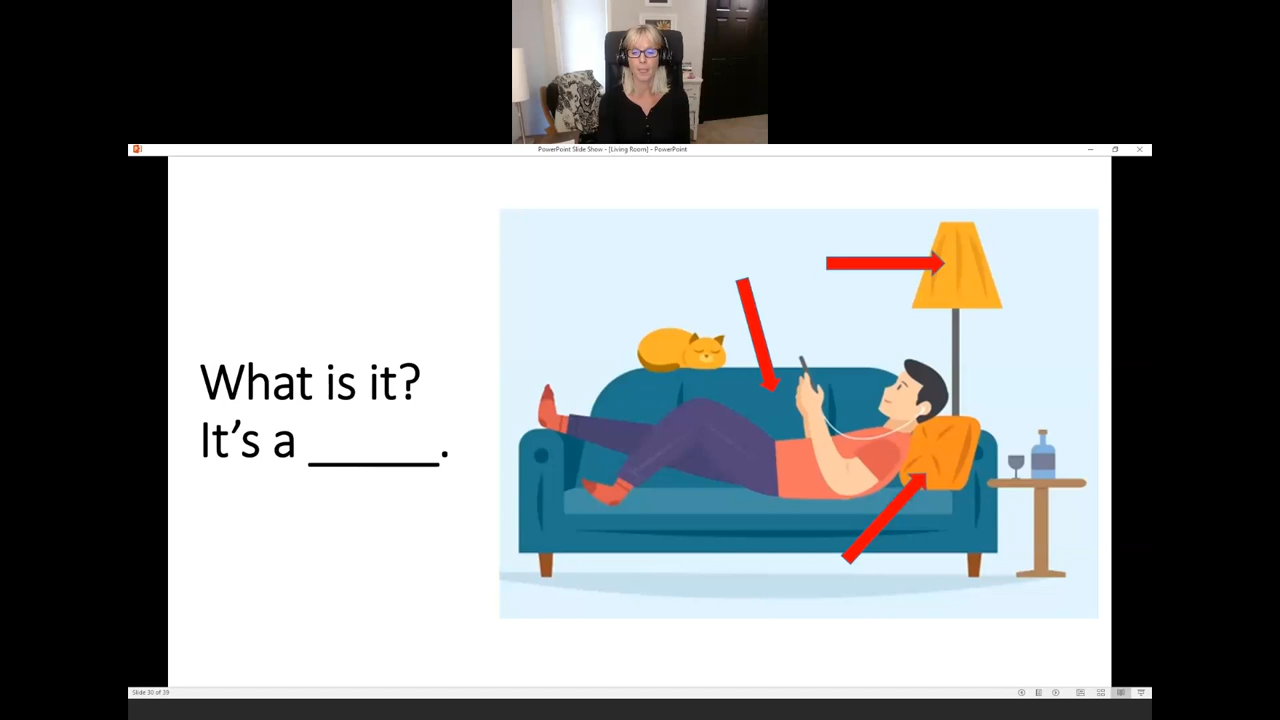 PowerPoint Slide Show - [Living Room] - PowerPoint
What is it?
It's a ______.
Slide 30 of 39